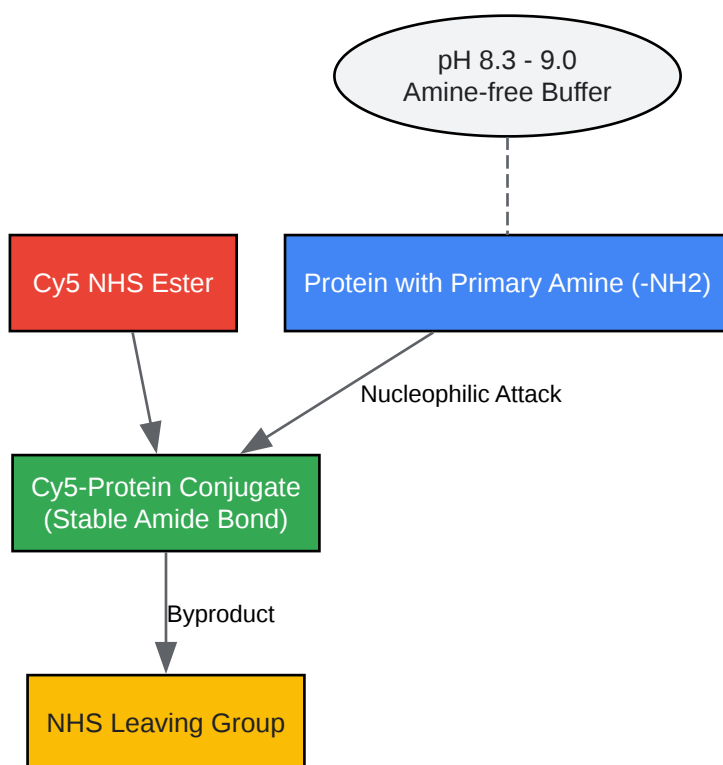 pH 8.3 - 9.0
Amine-free Buffer
Cy5 NHS Ester
Protein with Primary Amine (-NH2)
Nucleophilic Attack
Cy5-Protein Conjugate
(Stable Amide Bond)
Byproduct
NHS Leaving Group